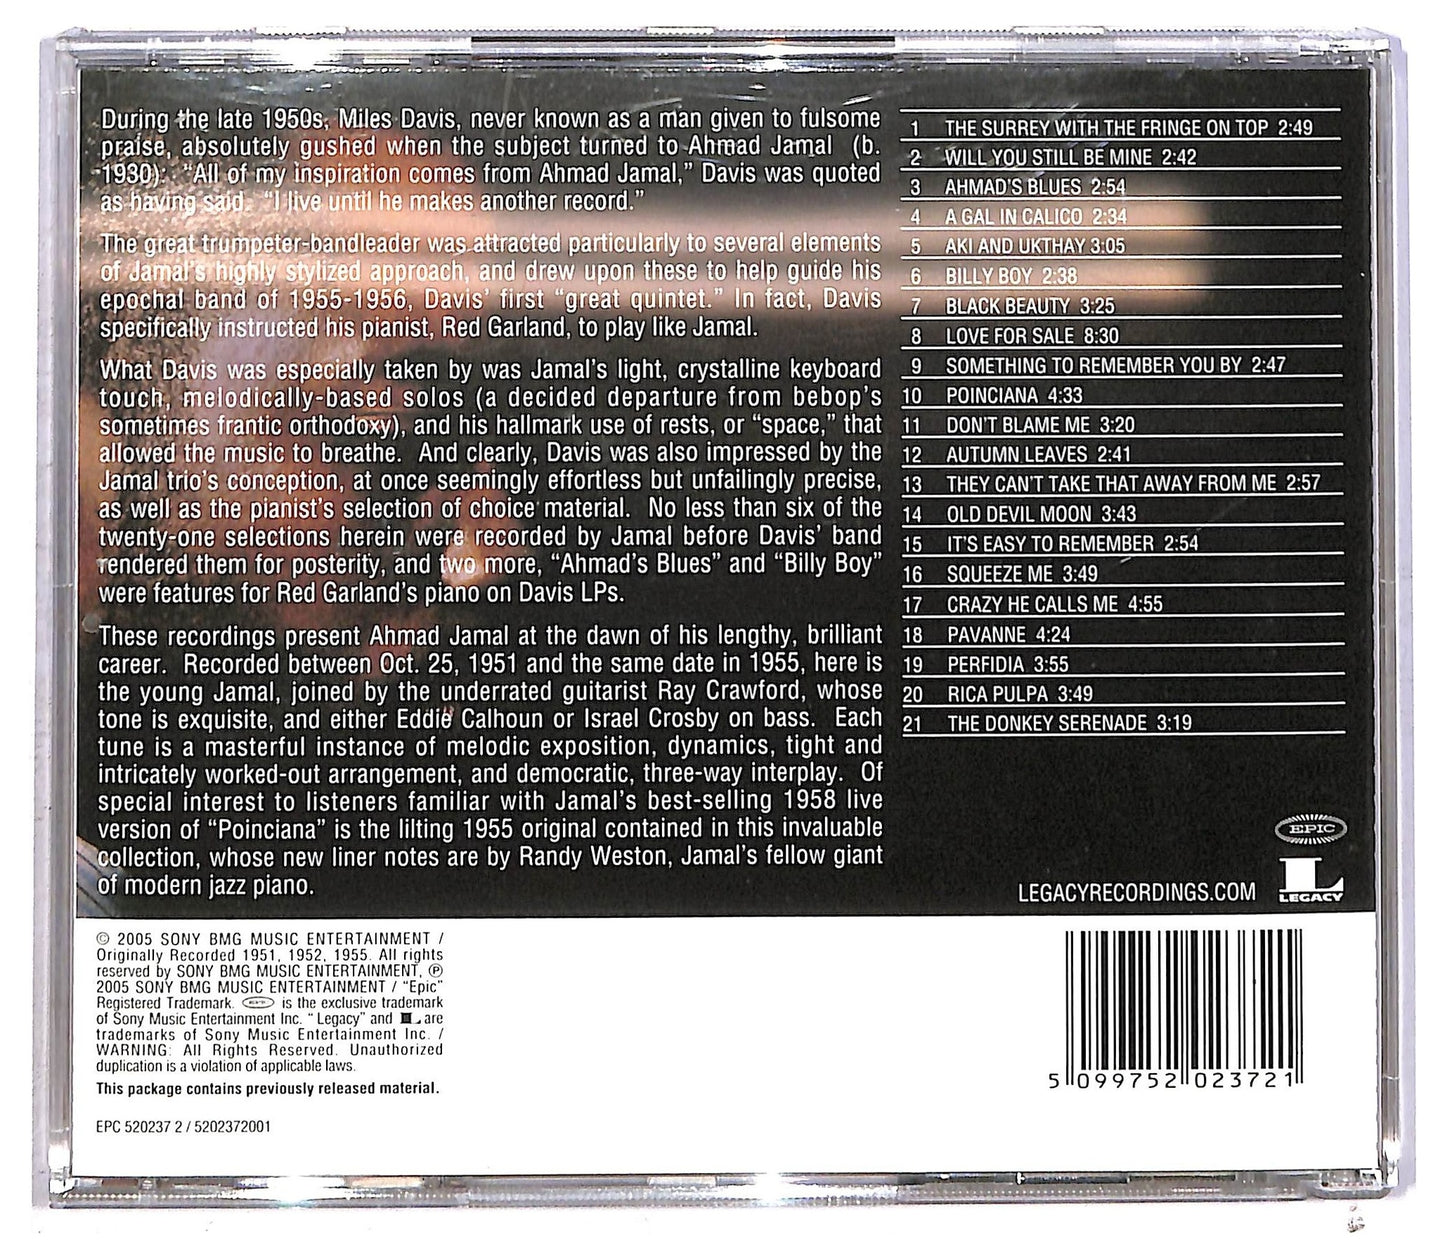 During the late 1950s, Miles Davis, never known as a man given to fulsome
praise, absolutely gushed when the subject turned to Ahmad Jamal (b.
1930): "All of my inspiration comes from Ahmad Jamal," Davis was quoted
as having said. "I live until he makes another record."
The great trumpeter-bandleader was attracted particularly to several elements
of Jamal's highly stylized approach, and drew upon these to help guide his
epochal band of 1955-1956, Davis' first "great quintet." In fact, Davis
specifically instructed his pianist, Red Garland, to play like Jamal.
What Davis was especially taken by was Jamal's light, crystalline keyboard
touch, melodically-based solos (a decided departure from bebop's
sometimes frantic orthodoxy), and his hallmark use of rests, or "space," that
allowed the music to breathe. And clearly, Davis was also impressed by the
Jamal trio's conception, at once seemingly effortless but unfailingly precise,
as well as the pianist's selection of choice material. No less than six of the
twenty-one selections herein were recorded by Jamal before Davis' band
rendered them for posterity, and two more, "Ahmad's Blues" and "Billy Boy"
were features for Red Garland's piano on Davis LPs.
These recordings present Ahmad Jamal at the dawn of his lengthy, brilliant
career. Recorded between Oct. 25, 1951 and the same date in 1955, here is
the young Jamal, joined by the underrated guitarist Ray Crawford, whose
tone is exquisite, and either Eddie Calhoun or Israel Crosby on bass. Each
tune is a masterful instance of melodic exposition, dynamics, tight and
intricately worked-out arrangement, and democratic, three-way interplay. Of
special interest to listeners familiar with Jamal's best-selling 1958 live
version of "Poinciana" is the lilting 1955 original contained in this invaluable
collection, whose new liner notes are by Randy Weston, Jamal's fellow giant
of modern jazz piano.
1 THE SURREY WITH THE FRINGE ON TOP 2:49
2 WILL YOU STILL BE MINE 2:42
3 AHMAD'S BLUES 2:54
4 A GAL IN CALICO 2:34
5 AKI AND UKTHAY 3:05
6 BILLY BOY 2:38
7 BLACK BEAUTY 3:25
8 LOVE FOR SALE 8:30
9 SOMETHING TO REMEMBER YOU BY 2:47
10 POINCIANA 4:33
11 DON'T BLAME ME 3:20
12 AUTUMN LEAVES 2:41
13 THEY CAN'T TAKE THAT AWAY FROM ME 2:57
14 OLD DEVIL MOON 3:43
15 IT'S EASY TO REMEMBER 2:54
16 SQUEEZE ME 3:49
17 CRAZY HE CALLS ME 4:55
18 PAVANNE 4:24
19 PERFIDIA 3:55
20 RICA PULPA 3:49
21 THE DONKEY SERENADE 3:19
EPIC
L
LEGACY
LEGACYRECORDINGS.COM
© 2005 SONY BMG MUSIC ENTERTAINMENT /
Originally Recorded 1951, 1952, 1955. All rights
reserved by SONY BMG MUSIC ENTERTAINMENT, ℗
2005 SONY BMG MUSIC ENTERTAINMENT / "Epic"
Registered Trademark. is the exclusive trademark
of Sony Music Entertainment Inc. "Legacy" and L are
trademarks of Sony Music Entertainment Inc. /
WARNING: All Rights Reserved. Unauthorized
duplication is a violation of applicable laws.
This package contains previously released material.
EPC 520237 2 / 5202372001
5 099752 023721